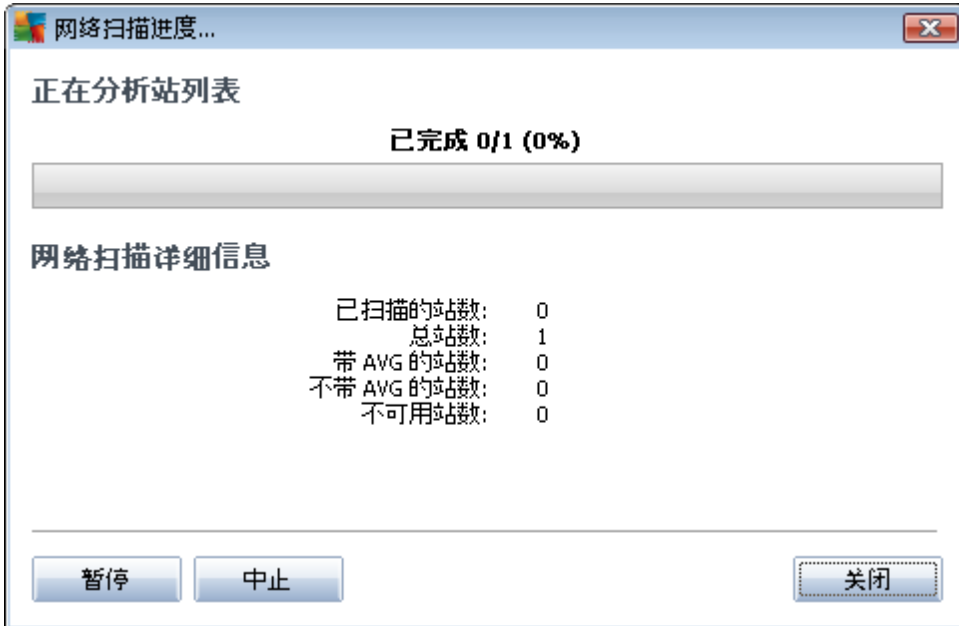 网络扫描进度...
正在分析站列表
已完成 0/1 (0%)
网络扫描详细信息
已扫描的站数: 0
总站数: 1
带 AVG 的站数: 0
不带 AVG 的站数: 0
不可用站数: 0
暂停 中止 关闭